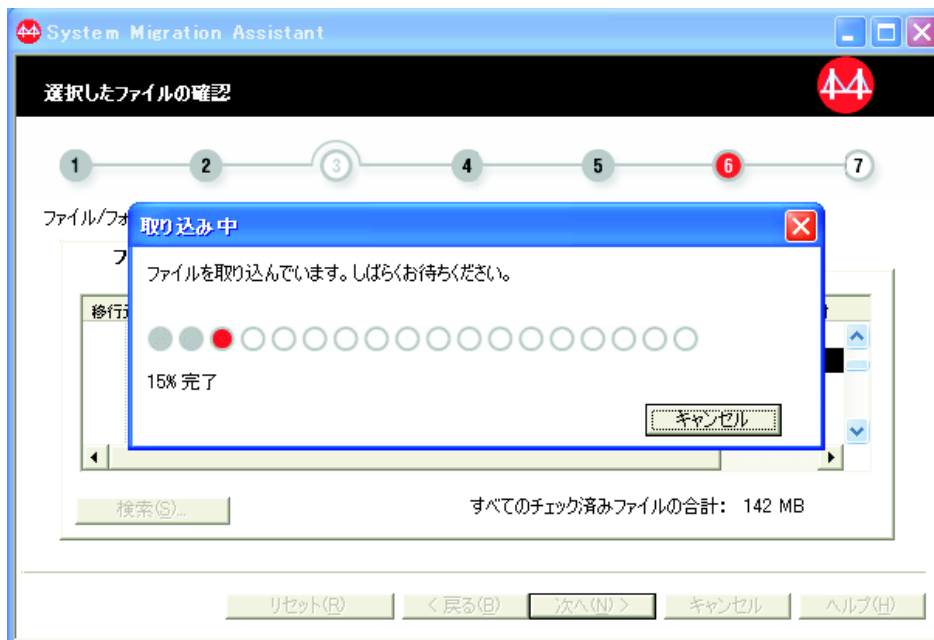 System Migration Assistant
選択したファイルの確認
1 2 3 4 5 6 7
ファイル/フォ
取り込み中
フ
ファイルを取り込んでいます。しばらくお待ちください。
移行
15% 完了
キャンセル
検索(S)...
すべてのチェック済みファイルの合計: 142 MB
リセット(R) < 戻る(B) 次へ(N) > キャンセル ヘルプ(H)